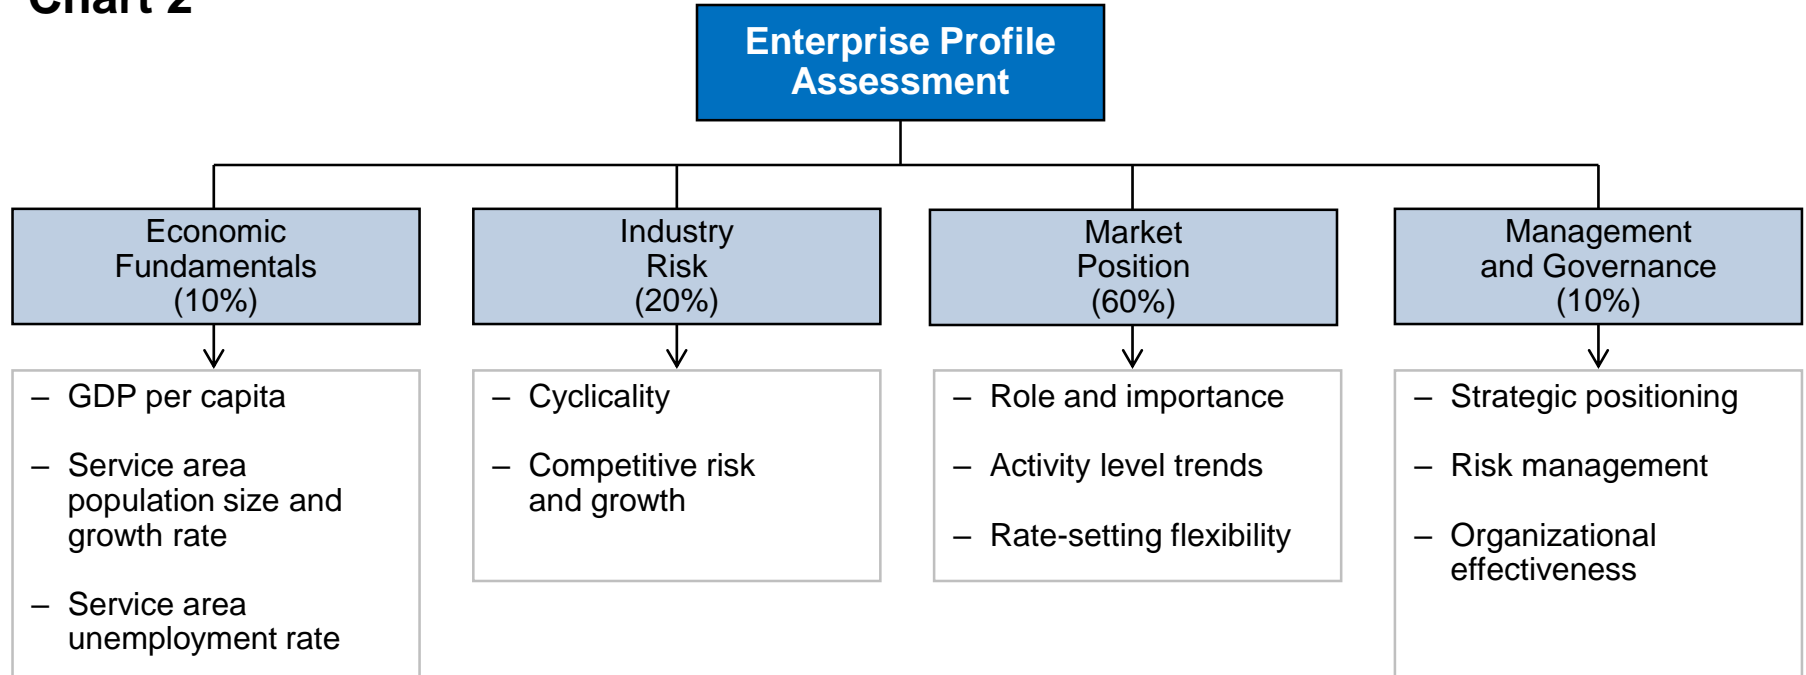 Chart 2
Enterprise Profile
Assessment
Economic
Fundamentals
(10%)
Industry
Risk
(20%)
Market
Position
(60%)
Management
and Governance
(10%)
– GDP per capita
– Service area
population size and
growth rate
– Service area
unemployment rate
– Cyclicality
– Competitive risk
and growth
– Role and importance
– Activity level trends
– Rate-setting flexibility
– Strategic positioning
– Risk management
– Organizational
effectiveness